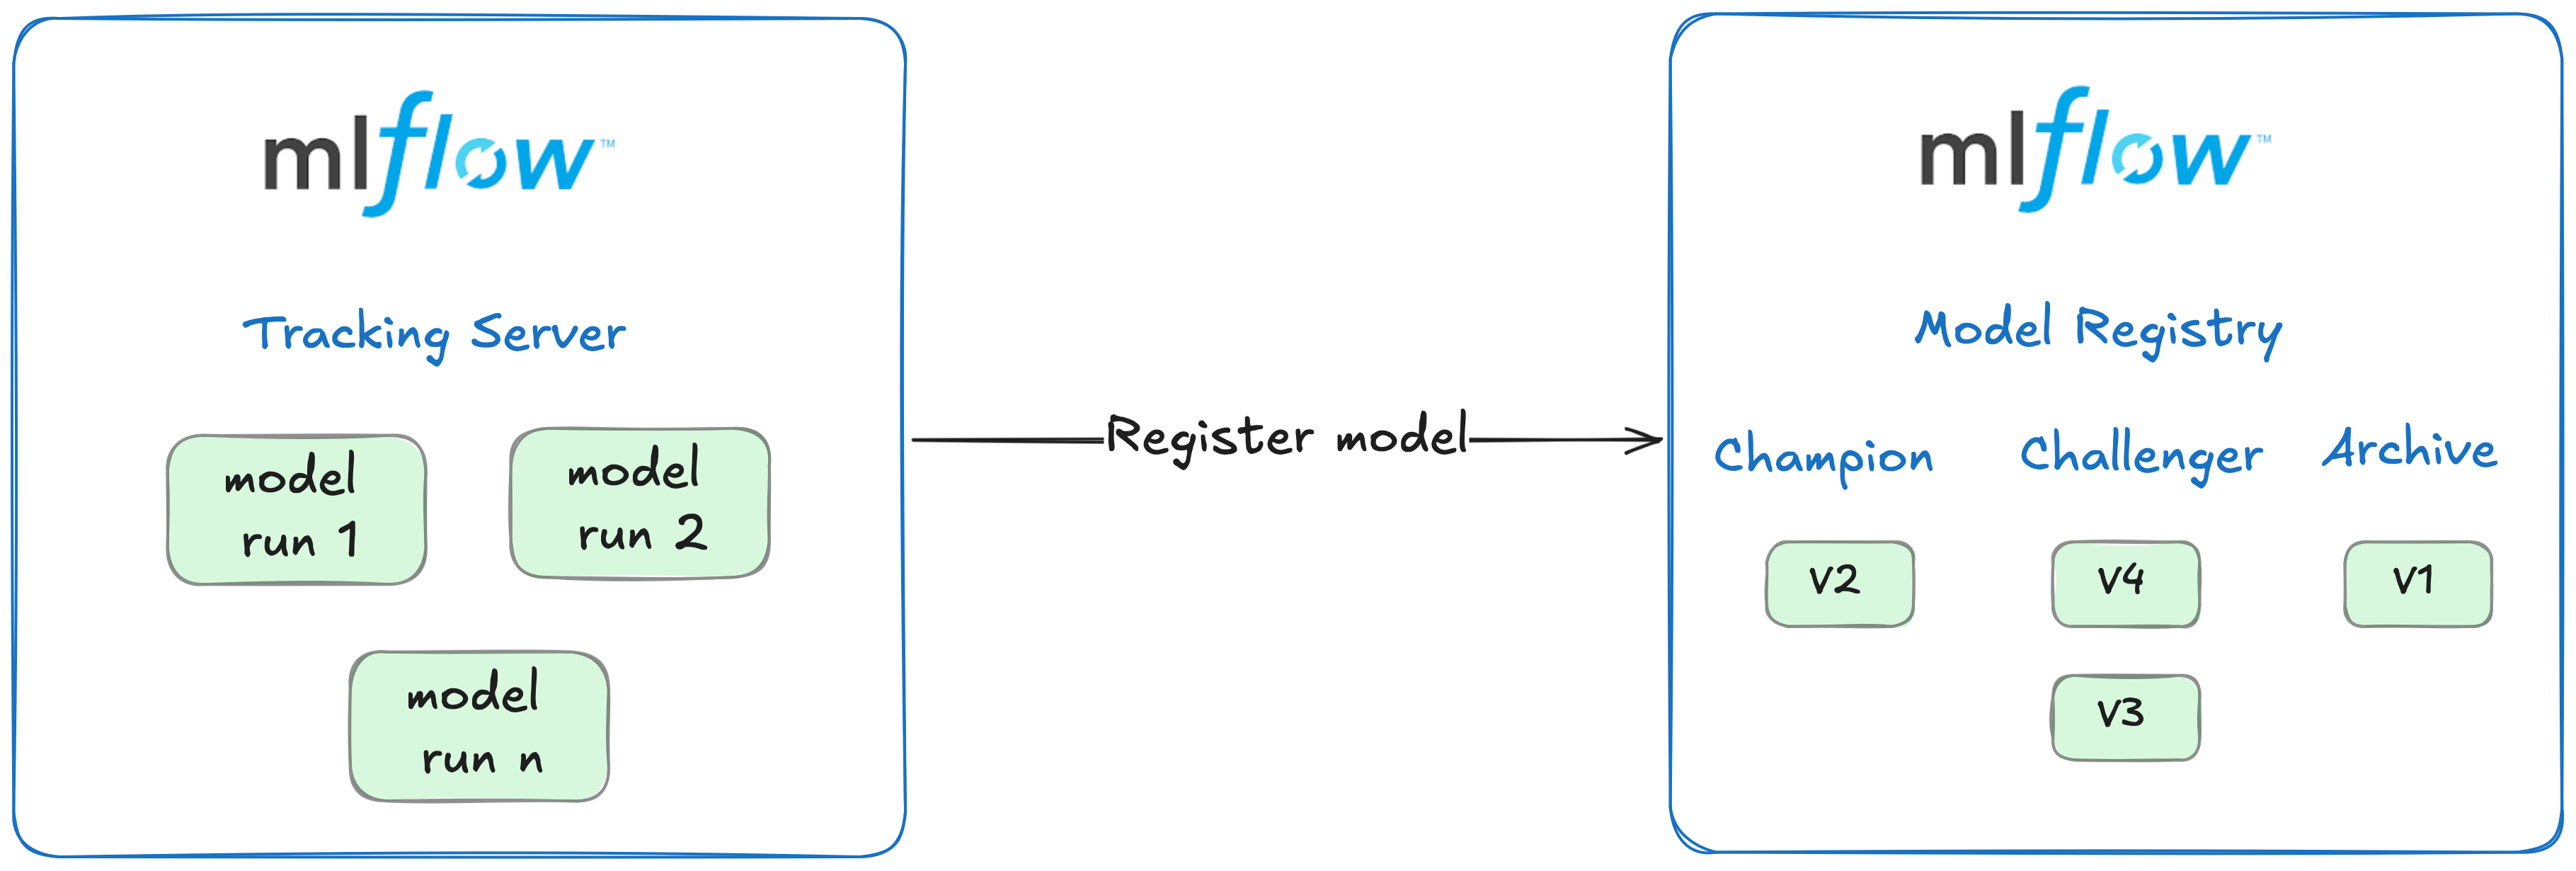 mlflow™
Tracking Server
model
run 1
model
run 2
model
run n
Register model
mlflow™
Model Registry
Champion
Challenger
Archive
v2
v4
v1
v3